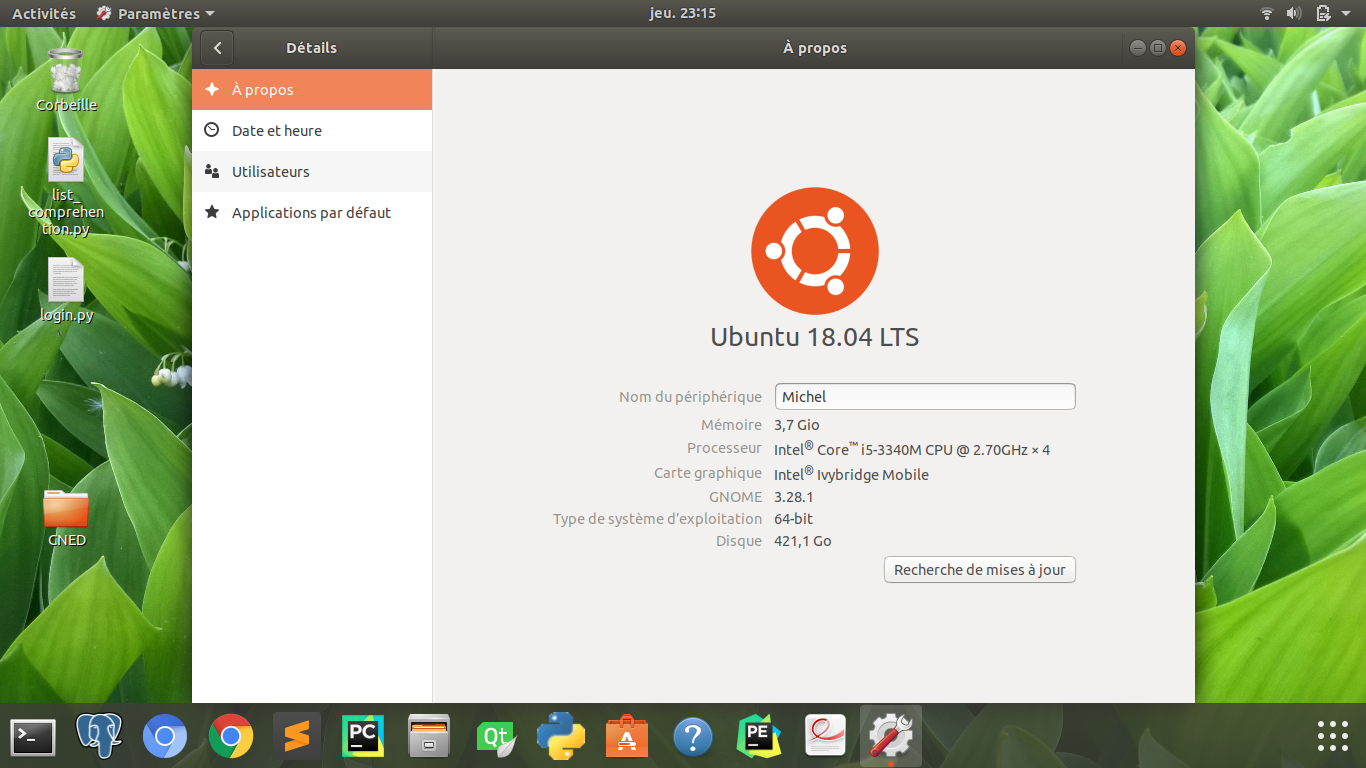 Activités
Paramètres
jeu. 23:15
Détails
À propos
Corbeille
list_
comprehen
tion.py
login.py
CNED
À propos
Date et heure
Utilisateurs
Applications par défaut
Ubuntu 18.04 LTS
Nom du périphérique Michel
Mémoire 3,7 Gio
Processeur Intel® Core™ i5-3340M CPU @ 2.70GHz × 4
Carte graphique Intel® Ivybridge Mobile
GNOME 3.28.1
Type de système d’exploitation 64-bit
Disque 421,1 Go
Recherche de mises à jour
>_
PC
Qt
A
?
PE